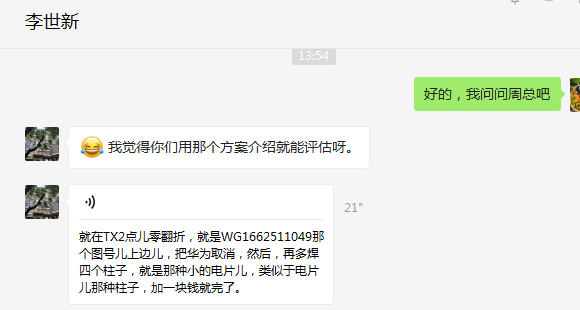 李世新
13:54
好的，我问问周总吧
我觉得你们用那个方案介绍就能评估呀。
21"
就在TX2点儿零翻折，就是WG1662511049那
个图号儿上边儿，把华为取消，然后，再多焊
四个柱子，就是那种小的电片儿，类似于电片
儿那种柱子，加一块钱就完了。